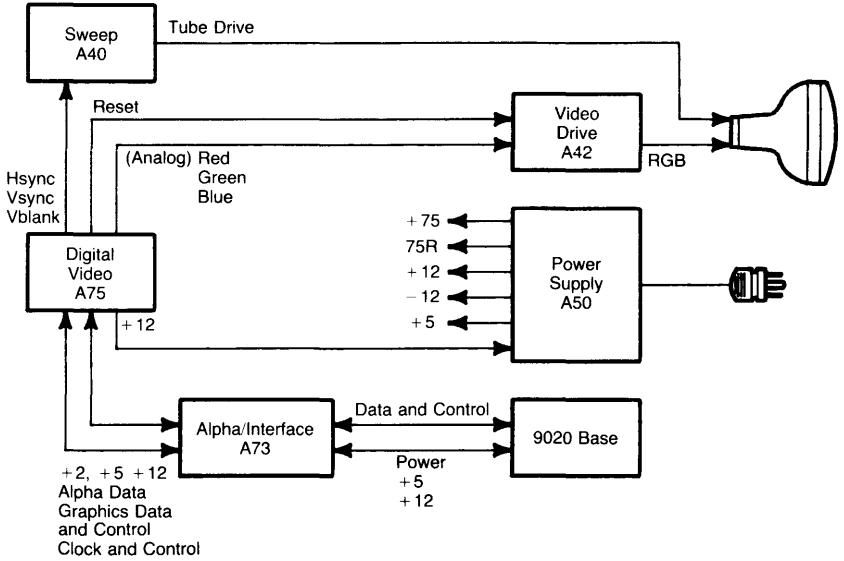 Sweep
A40
Tube Drive
Reset
(Analog) Red
Green
Blue
Video
Drive
A42
RGB
Hsync
Vsync
Vblank
Digital
Video
A75
+12
+75
75R
+12
-12
+5
Power
Supply
A50
Alpha/Interface
A73
Data and Control
Power
+5
+12
9020 Base
+2, +5 +12
Alpha Data
Graphics Data
and Control
Clock and Control